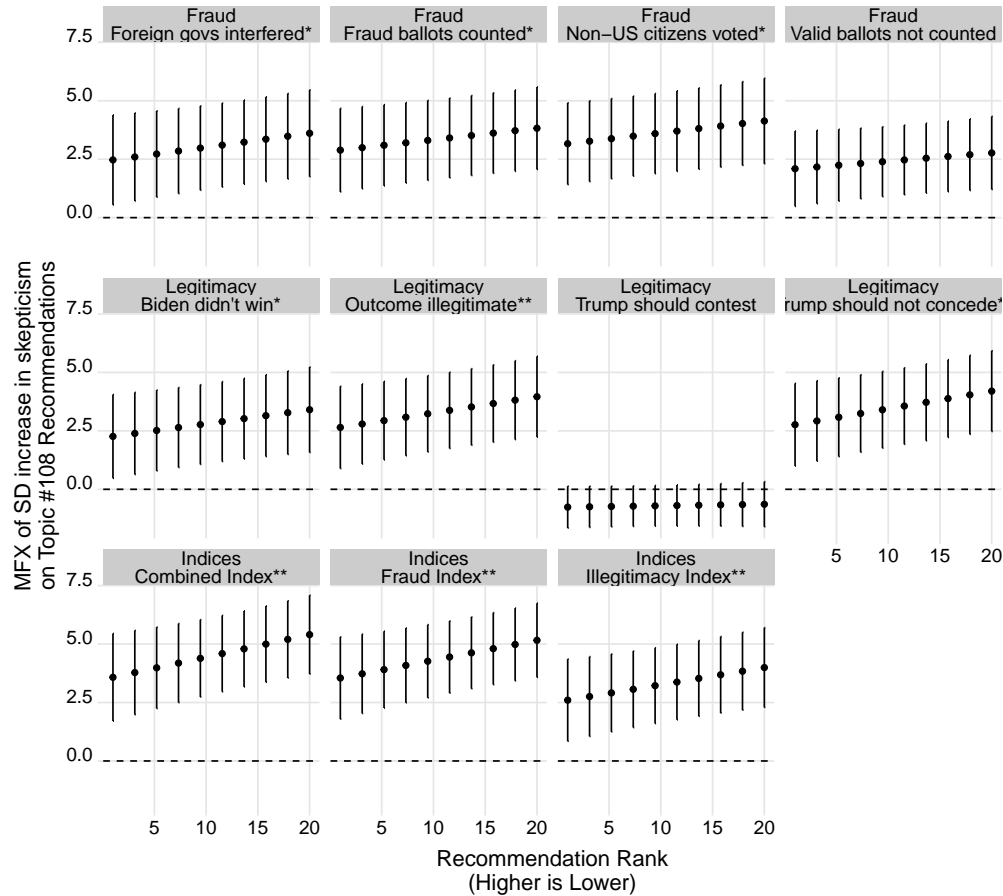 Fraud
Foreign govs interfered*
Fraud
Fraud ballots counted*
Fraud
Non−US citizens voted*
Fraud
Valid ballots not counted
7.5
5.0
2.5
0.0
Legitimacy
Biden didn't win*
Legitimacy
Outcome illegitimate**
Legitimacy
Trump should contest
Legitimacy
rump should not concede*
7.5
5.0
2.5
0.0
5 10 15 20
Indices
Combined Index**
Indices
Fraud Index**
Indices
Illegitimacy Index**
7.5
5.0
2.5
0.0
5 10 15 20
5 10 15 20
5 10 15 20
MFX of SD increase in skepticism
on Topic #108 Recommendations
Recommendation Rank
(Higher is Lower)